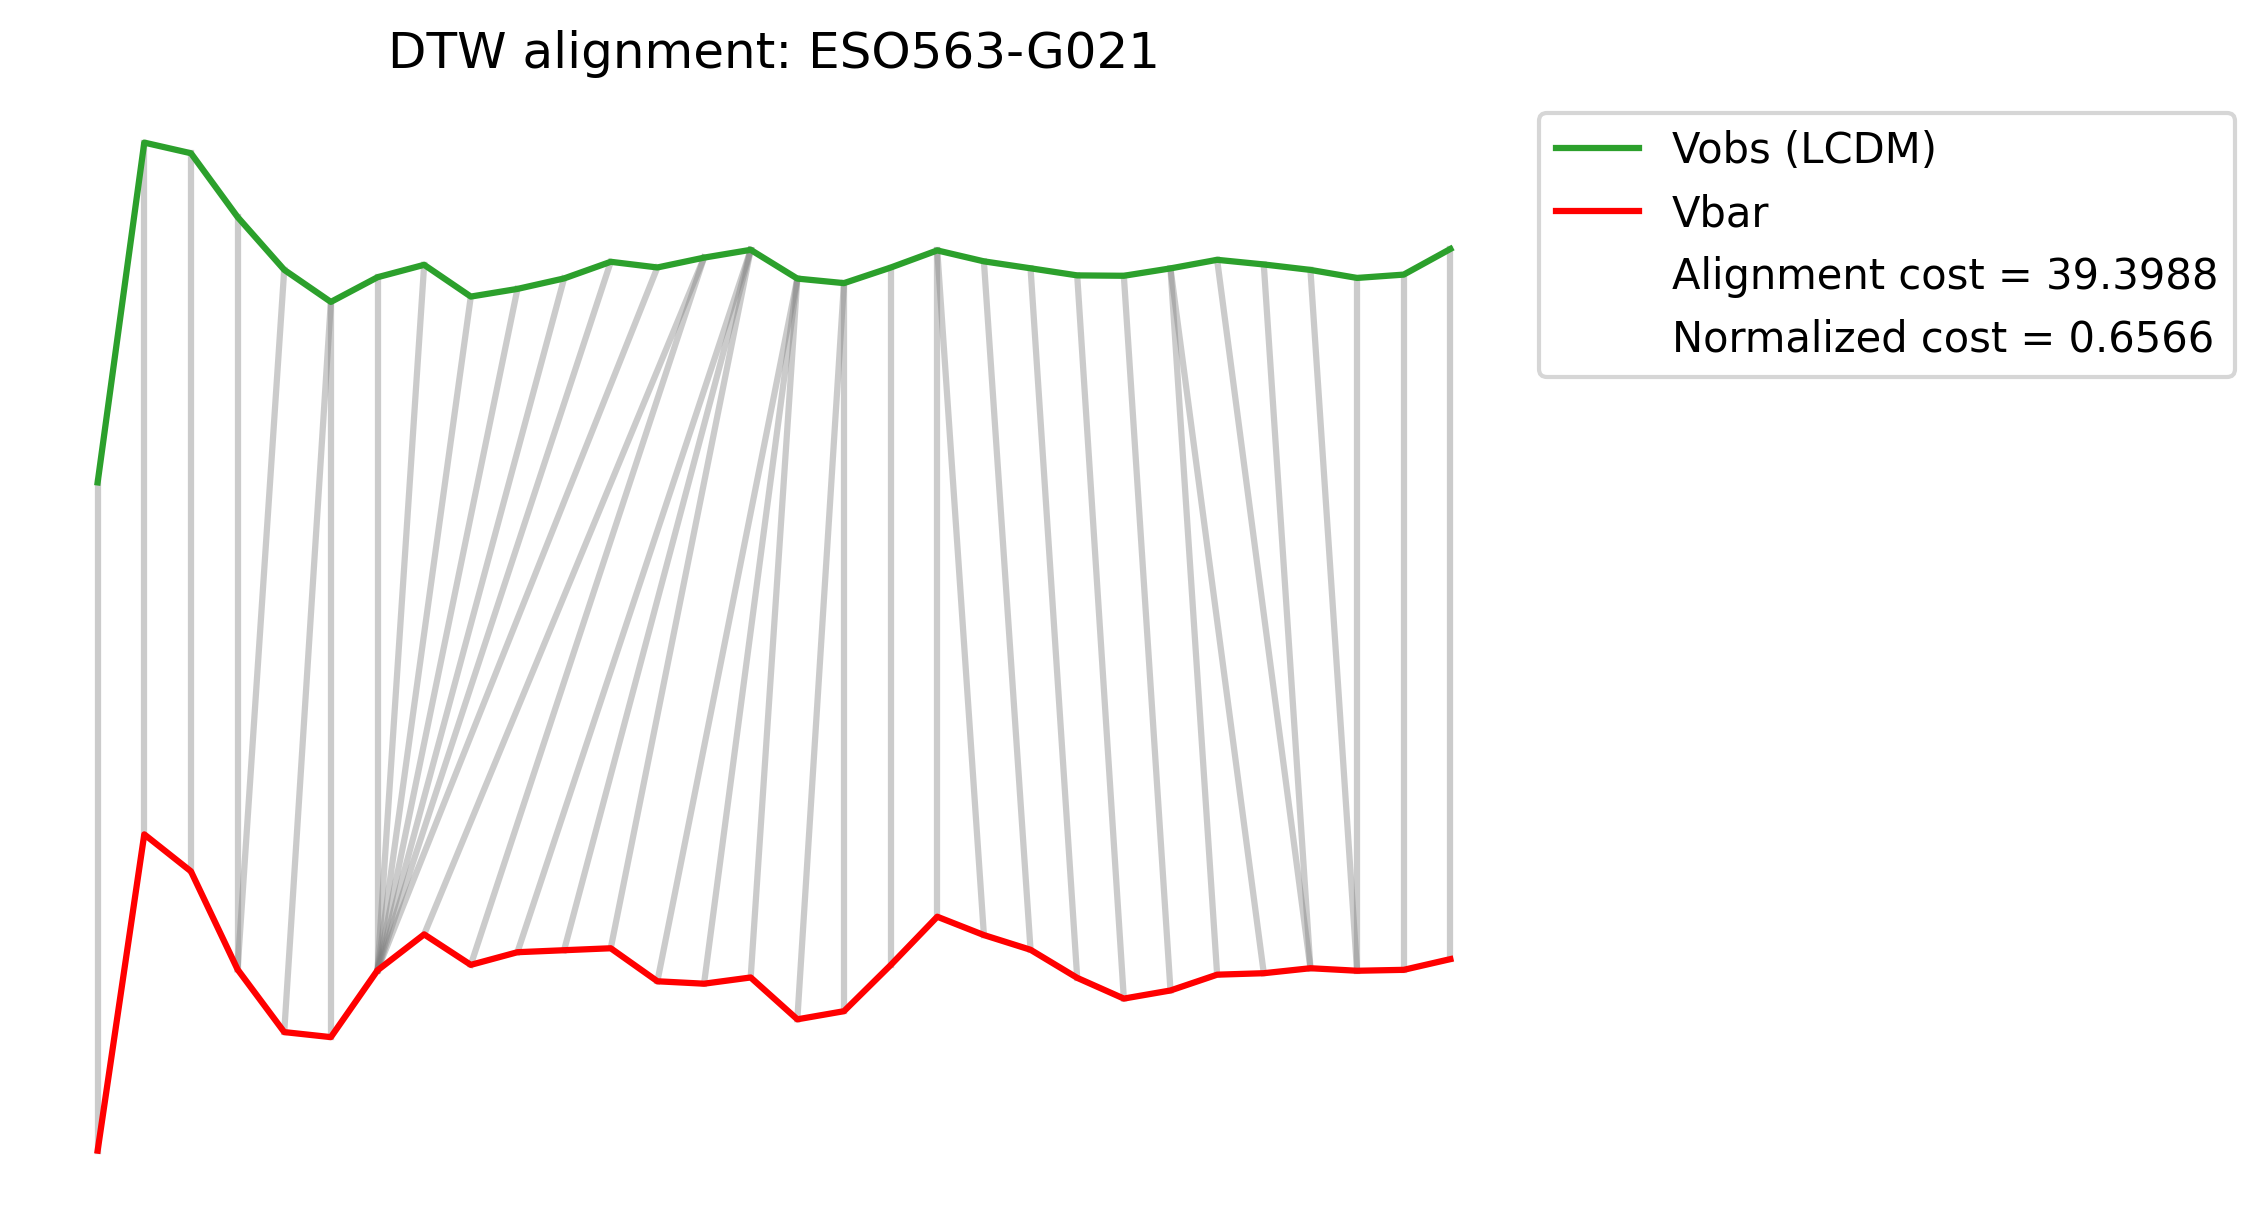 DTW alignment: ESO563-G021
Vobs (LCDM)
Vbar
Alignment cost = 39.3988
Normalized cost = 0.6566